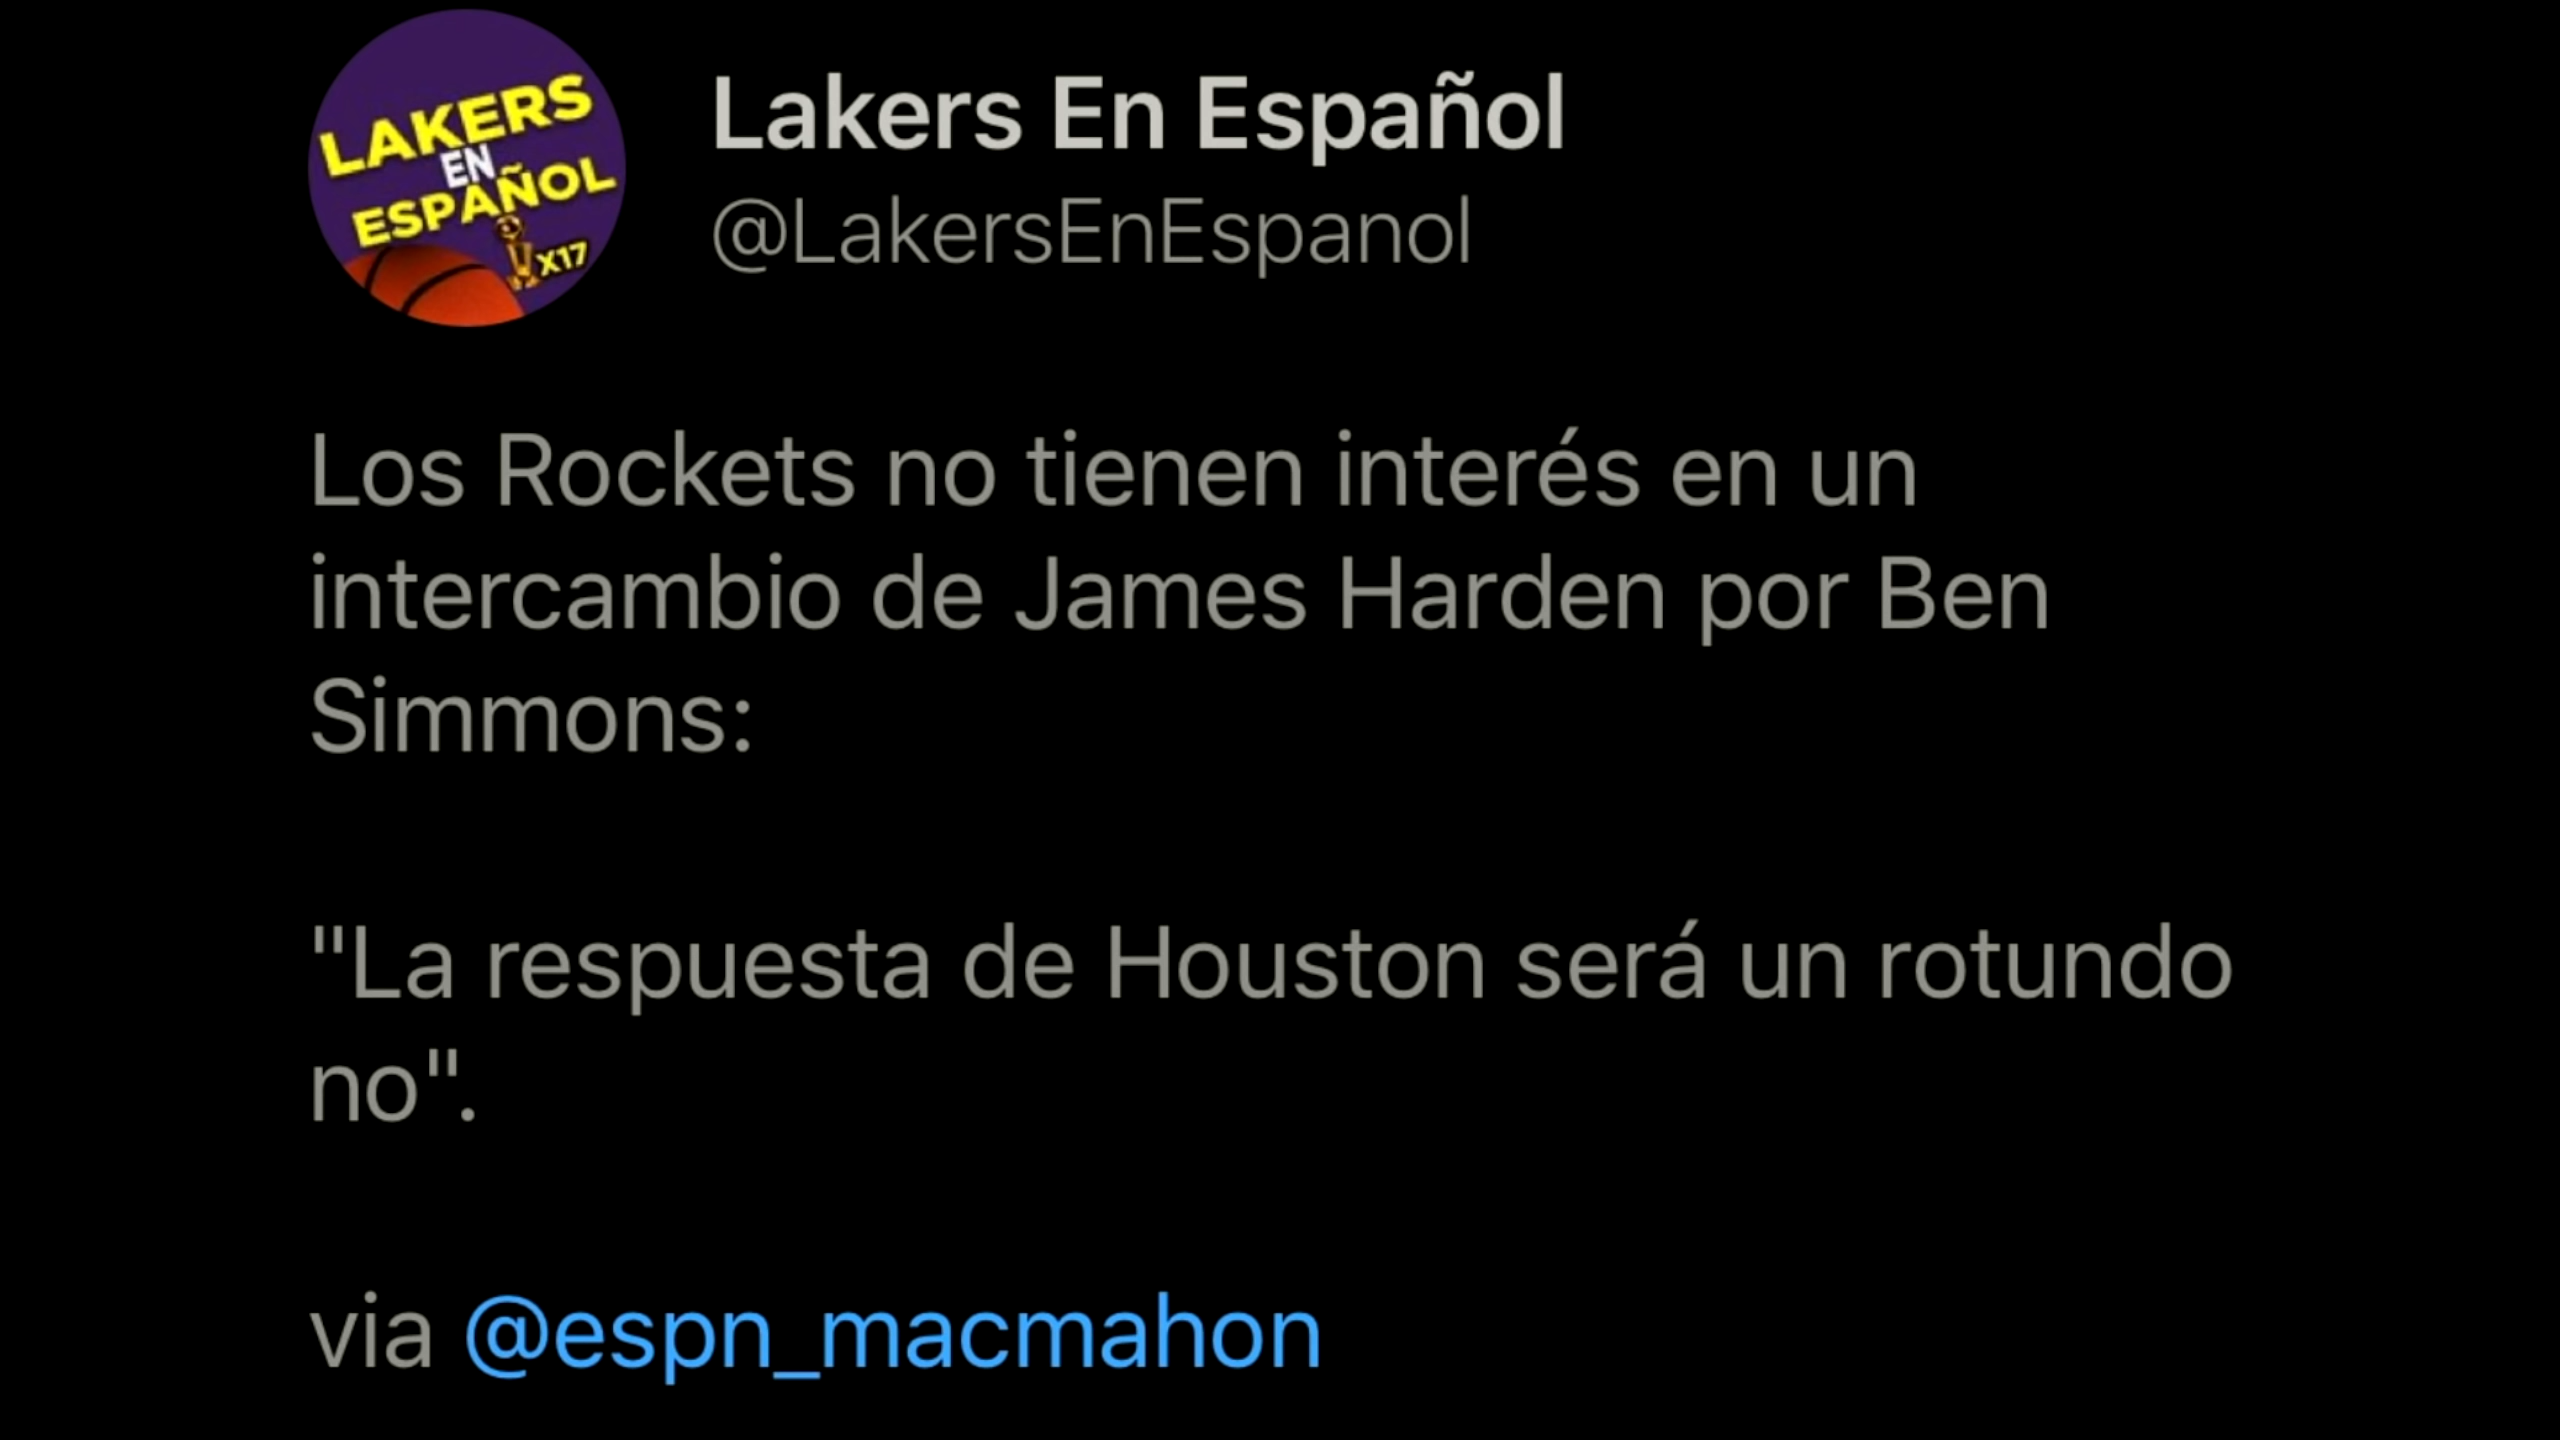 LAKERS
EN
ESPAÑOL
X17
Lakers En Español
@LakersEnEspanol
Los Rockets no tienen interés en un
intercambio de James Harden por Ben
Simmons:
"La respuesta de Houston será un rotundo
no".
via @espn_macmahon